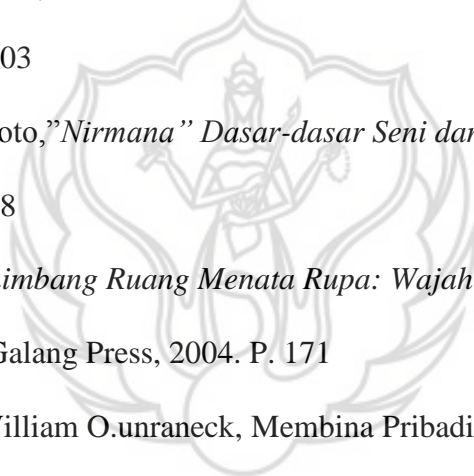 03
oto,”Nirmana” Dasar-dasar Seni dan
8
imbang Ruang Menata Rupa: Wajah
Galang Press, 2004. P. 171
William O.unraneck, Membina Pribadi